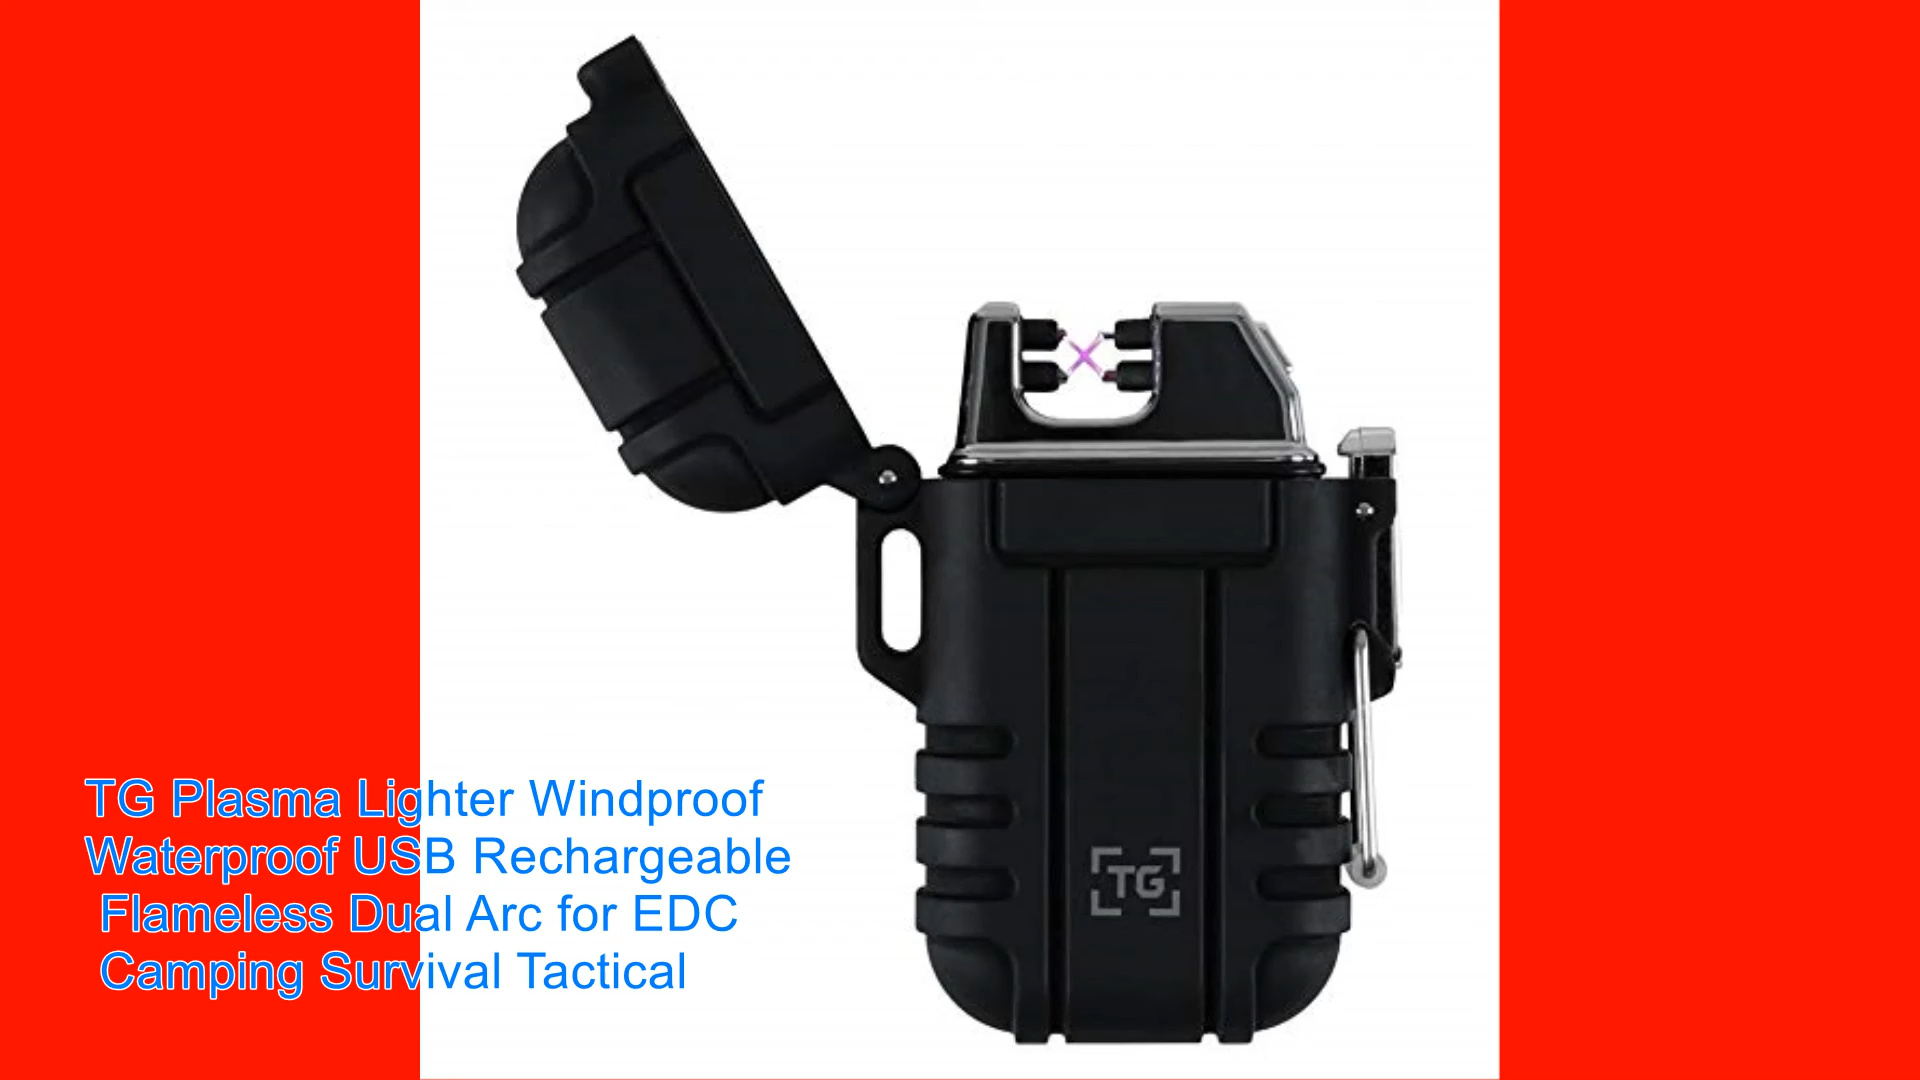 TG Plasma Lighter Windproof
Waterproof USB Rechargeable
Flameless Dual Arc for EDC
Camping Survival Tactical
TG